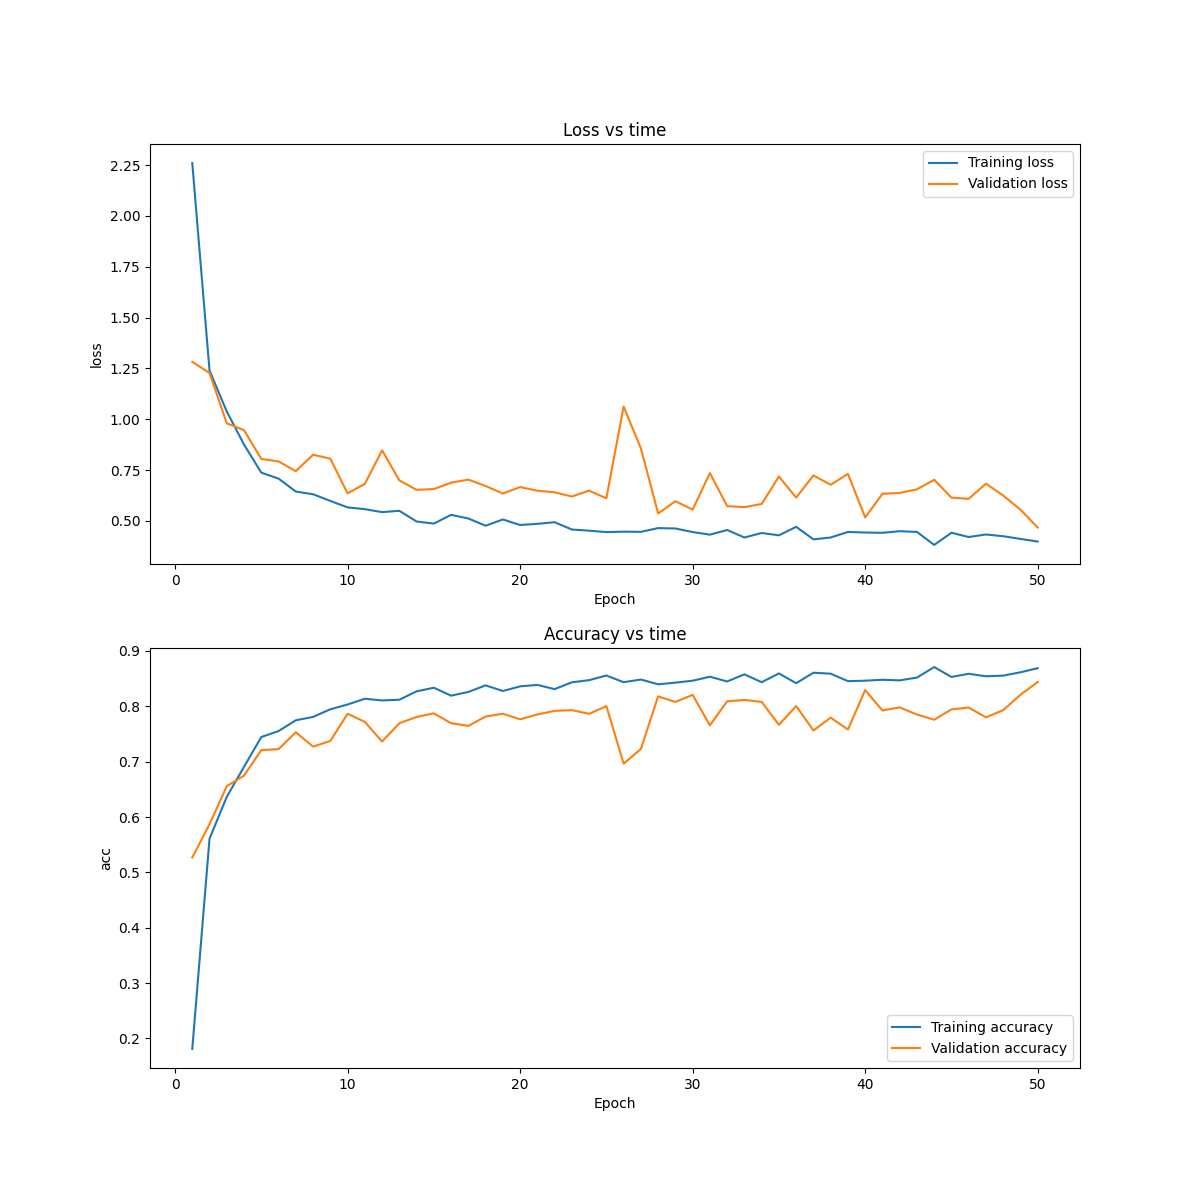 Loss vs time
2.25
2.00
1.75
1.50
1.25
1.00
0.75
0.50
loss
Training loss
Validation loss
0 10 20 30 40 50
Epoch
Accuracy vs time
0.9
0.8
0.7
0.6
0.5
0.4
0.3
0.2
acc
Training accuracy
Validation accuracy
0 10 20 30 40 50
Epoch